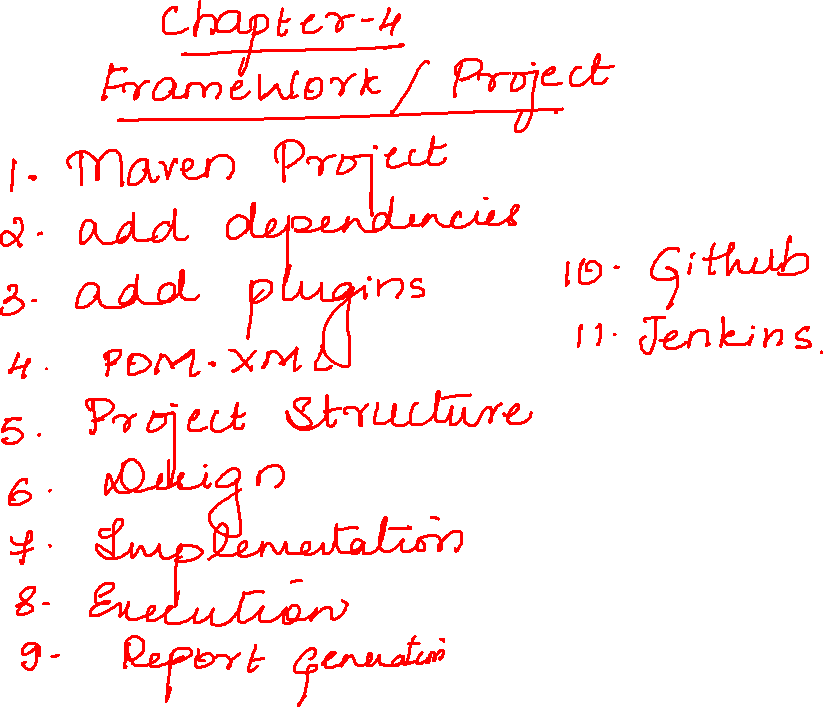 Chapter-4
Framework / Project
1. Maven Project
2. add dependencies
3. add plugins
4. POM.XML
5. Project Structure
6. Design
7. Implementation
8. Execution
9- Report Generation
10. Github
11. Jenkins.